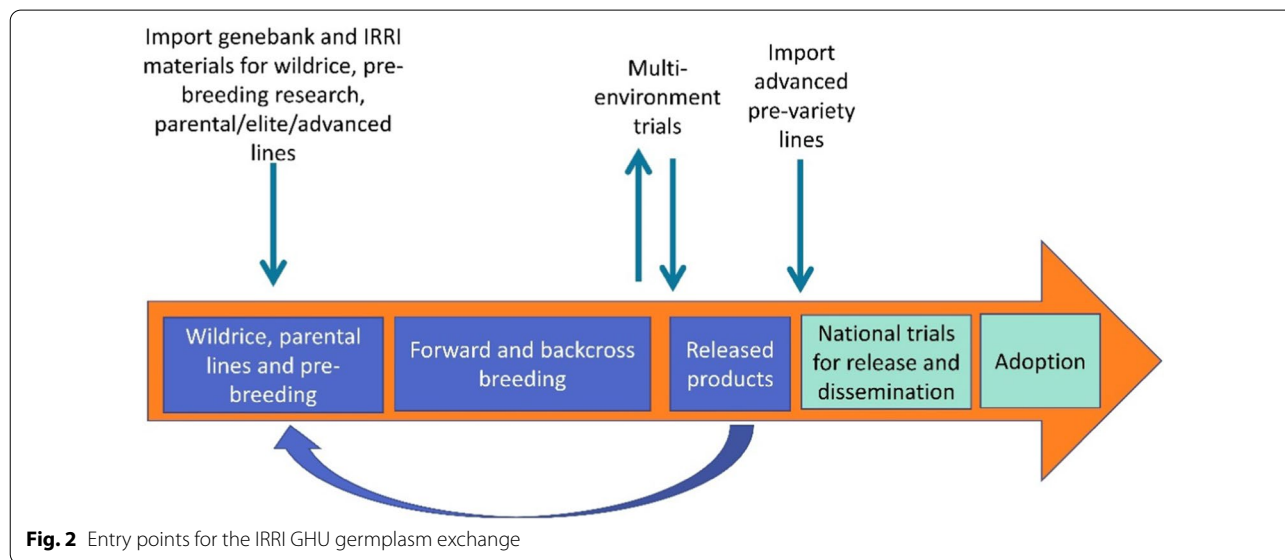 Import genebank and IRRI
materials for wildrice, pre-
breeding research,
parental/elite/advanced
lines
Multi-
environment
trials
Import
advanced
pre-variety
lines
Wildrice, parental
lines and pre-
breeding
Forward and backcross
breeding
Released
products
National trials
for release and
dissemination
Adoption
Fig. 2 Entry points for the IRRI GHU germplasm exchange